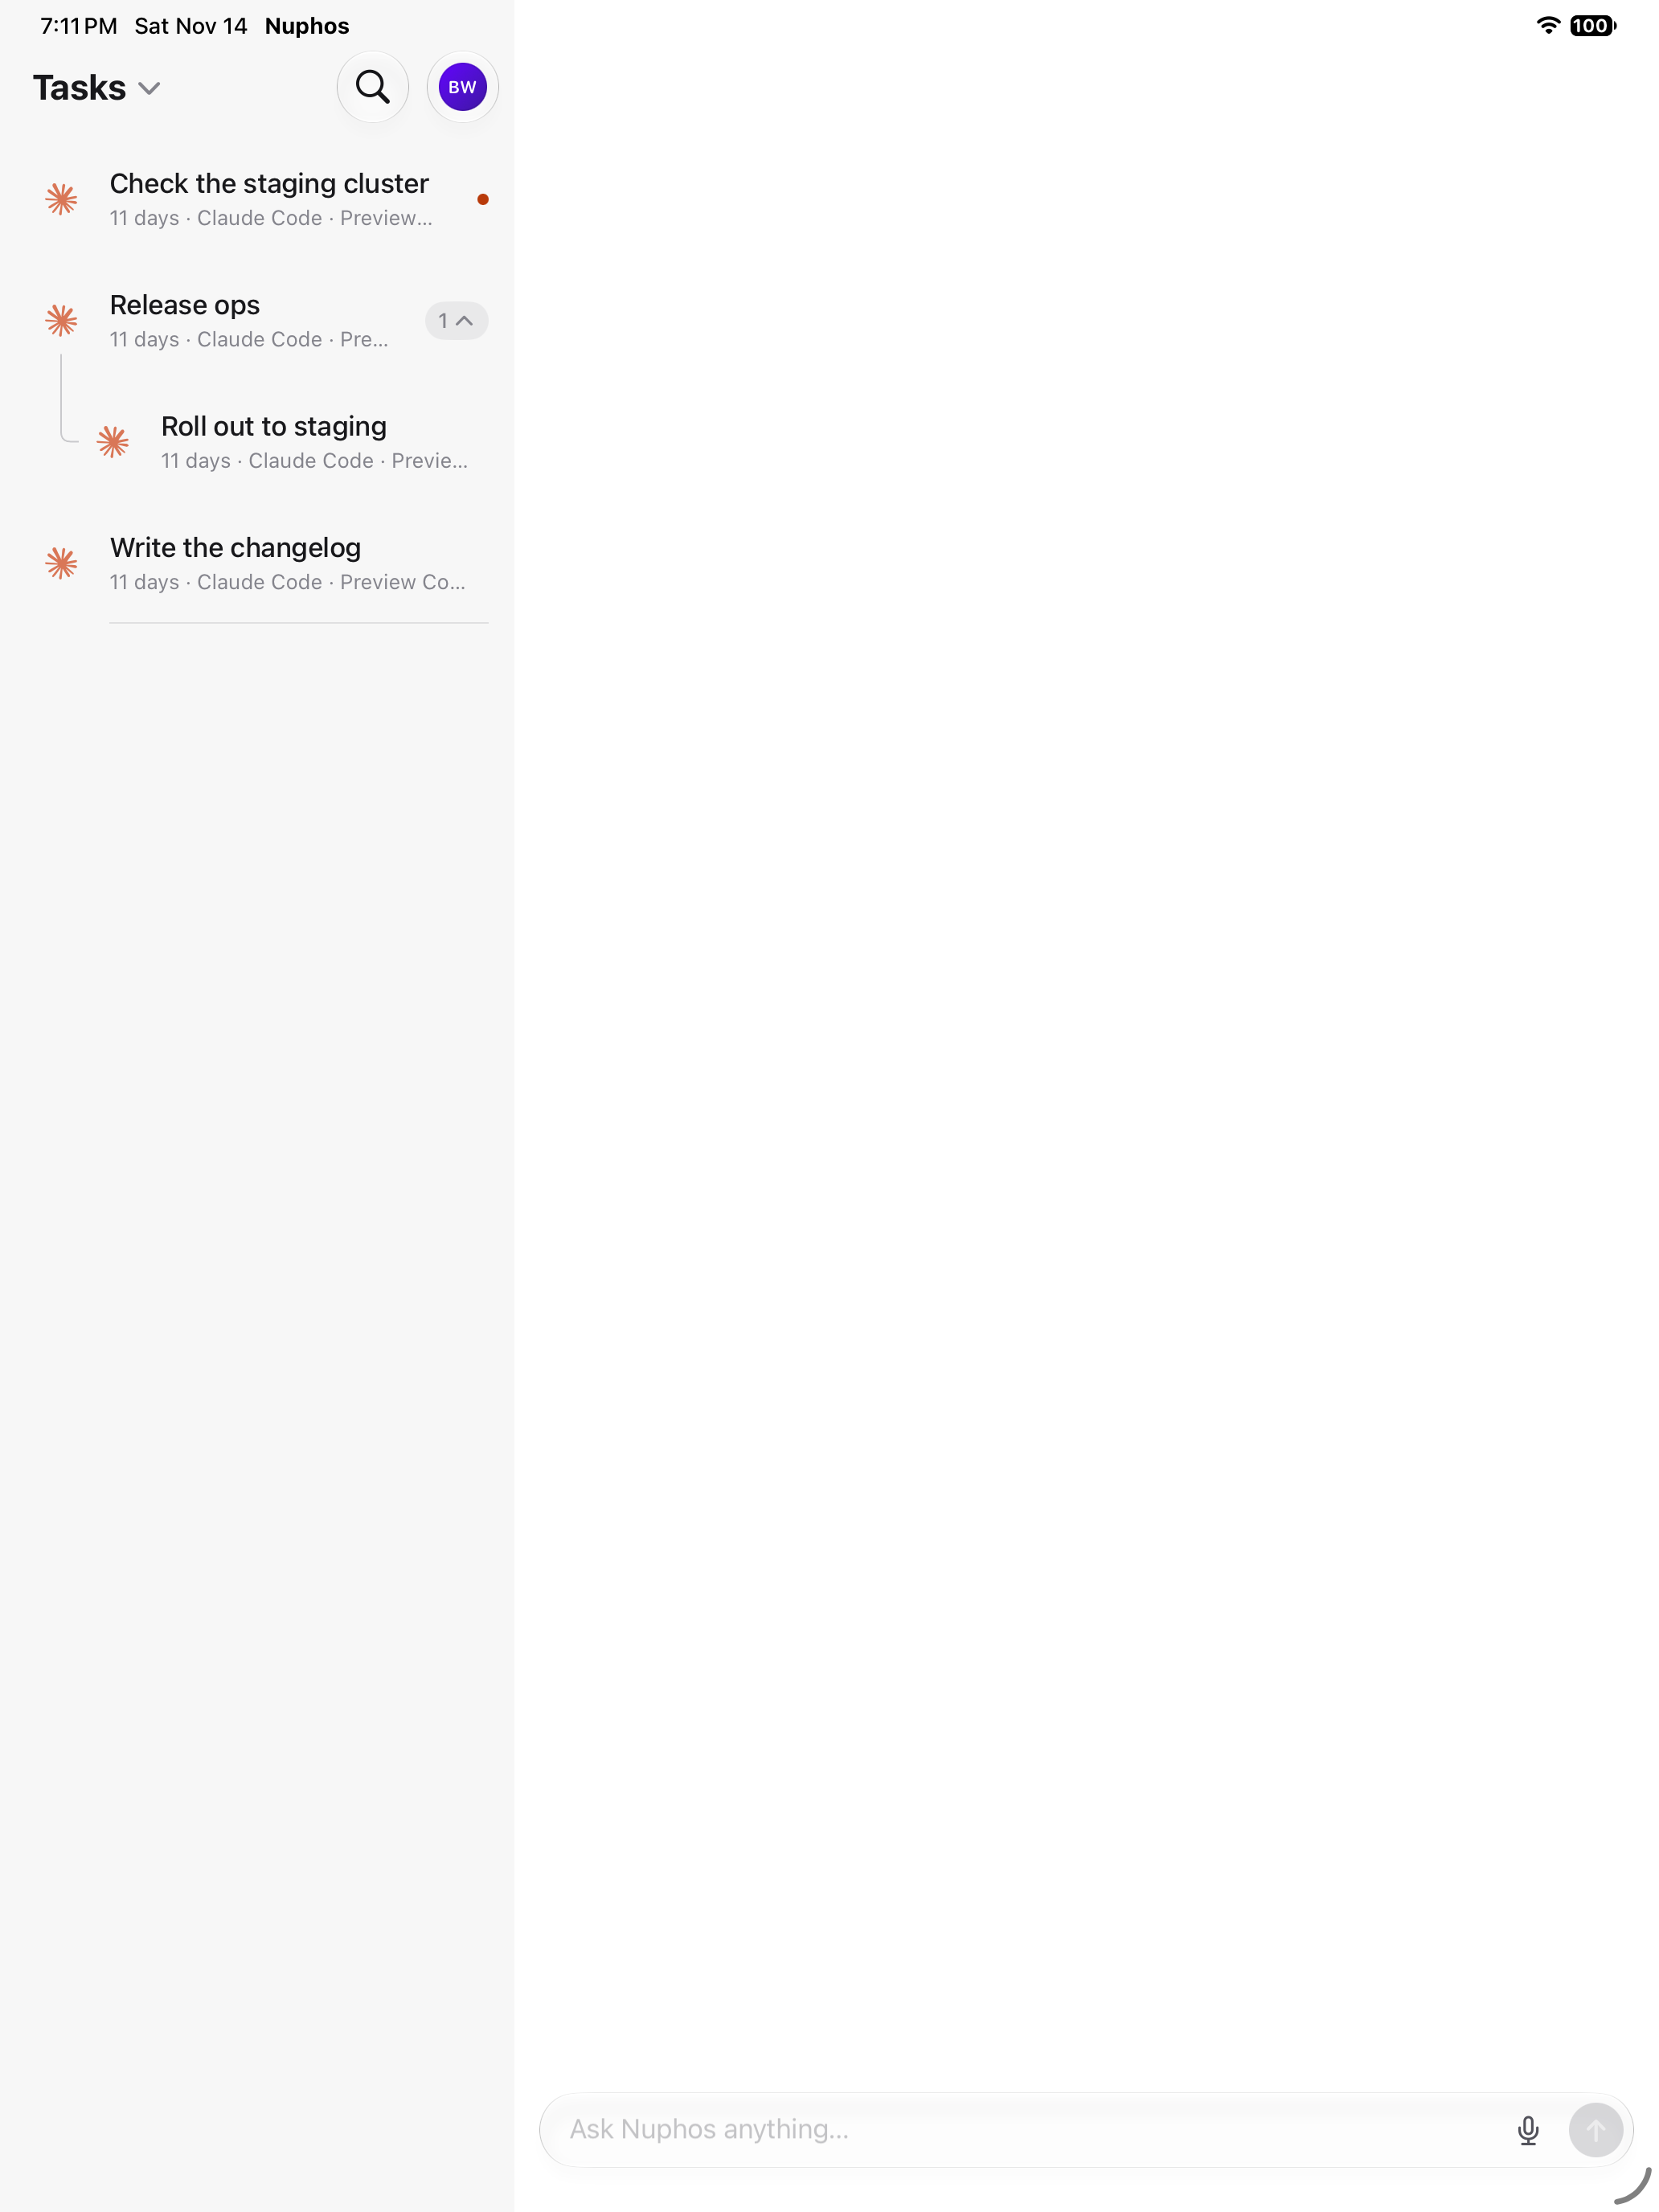 7:11 PM Sat Nov 14 Nuphos
100
Tasks
BW
Check the staging cluster
11 days · Claude Code · Preview...
Release ops
11 days · Claude Code · Pre...
1
Roll out to staging
11 days · Claude Code · Previe...
Write the changelog
11 days · Claude Code · Preview Co...
Ask Nuphos anything...